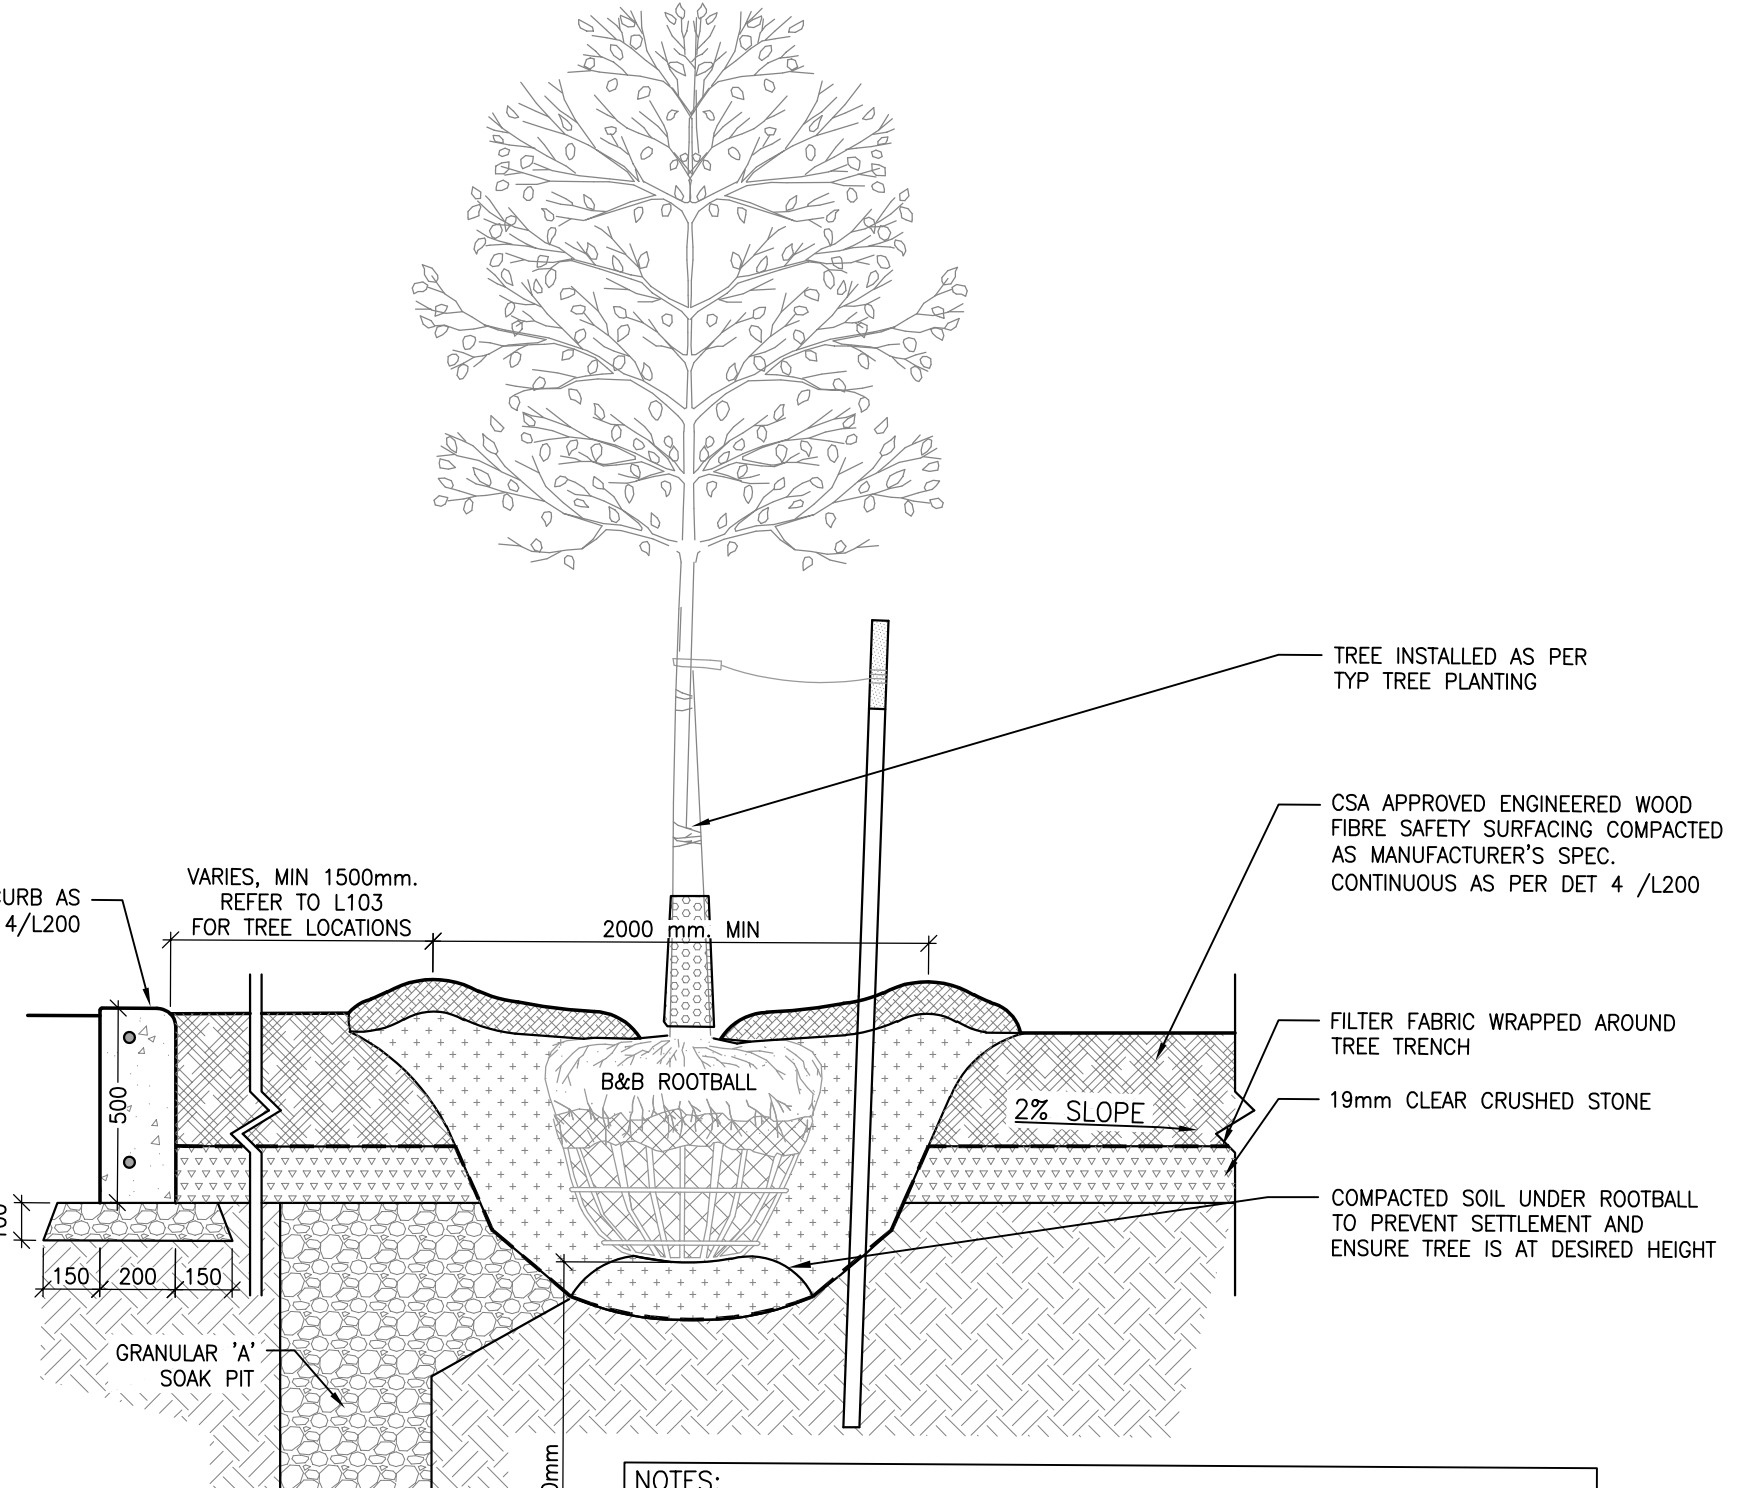 TREE INSTALLED AS PER
TYP TREE PLANTING
CSA APPROVED ENGINEERED WOOD
FIBRE SAFETY SURFACING COMPACTED
AS MANUFACTURER'S SPEC.
CONTINUOUS AS PER DET 4 /L200
VARIES, MIN 1500mm.
REFER TO L103
FOR TREE LOCATIONS
AS
4/L200
2000 mm. MIN
FILTER FABRIC WRAPPED AROUND
TREE TRENCH
B&B ROOTBALL
500
2% SLOPE
19mm CLEAR CRUSHED STONE
COMPACTED SOIL UNDER ROOTBALL
TO PREVENT SETTLEMENT AND
ENSURE TREE IS AT DESIRED HEIGHT
150 200 150
GRANULAR 'A'
SOAK PIT
NOTES: